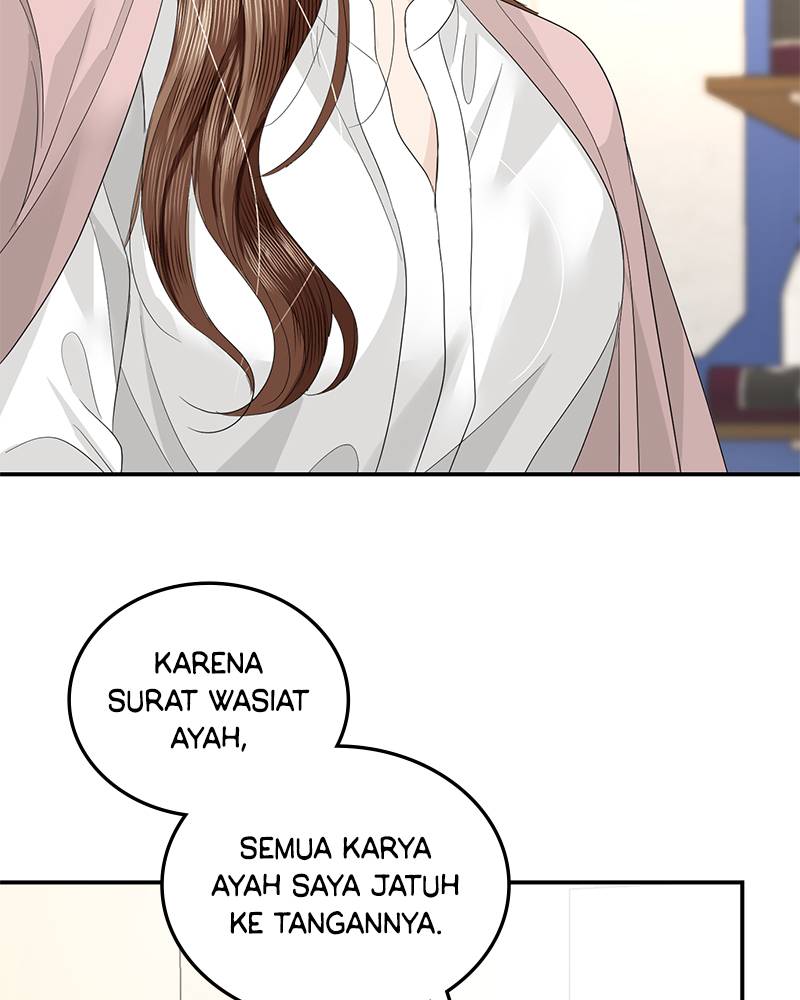 KARENA
SURAT WASIAT
AYAH,
SEMUA KARYA
AYAH SAYA JATUH
KE TANGANNYA.